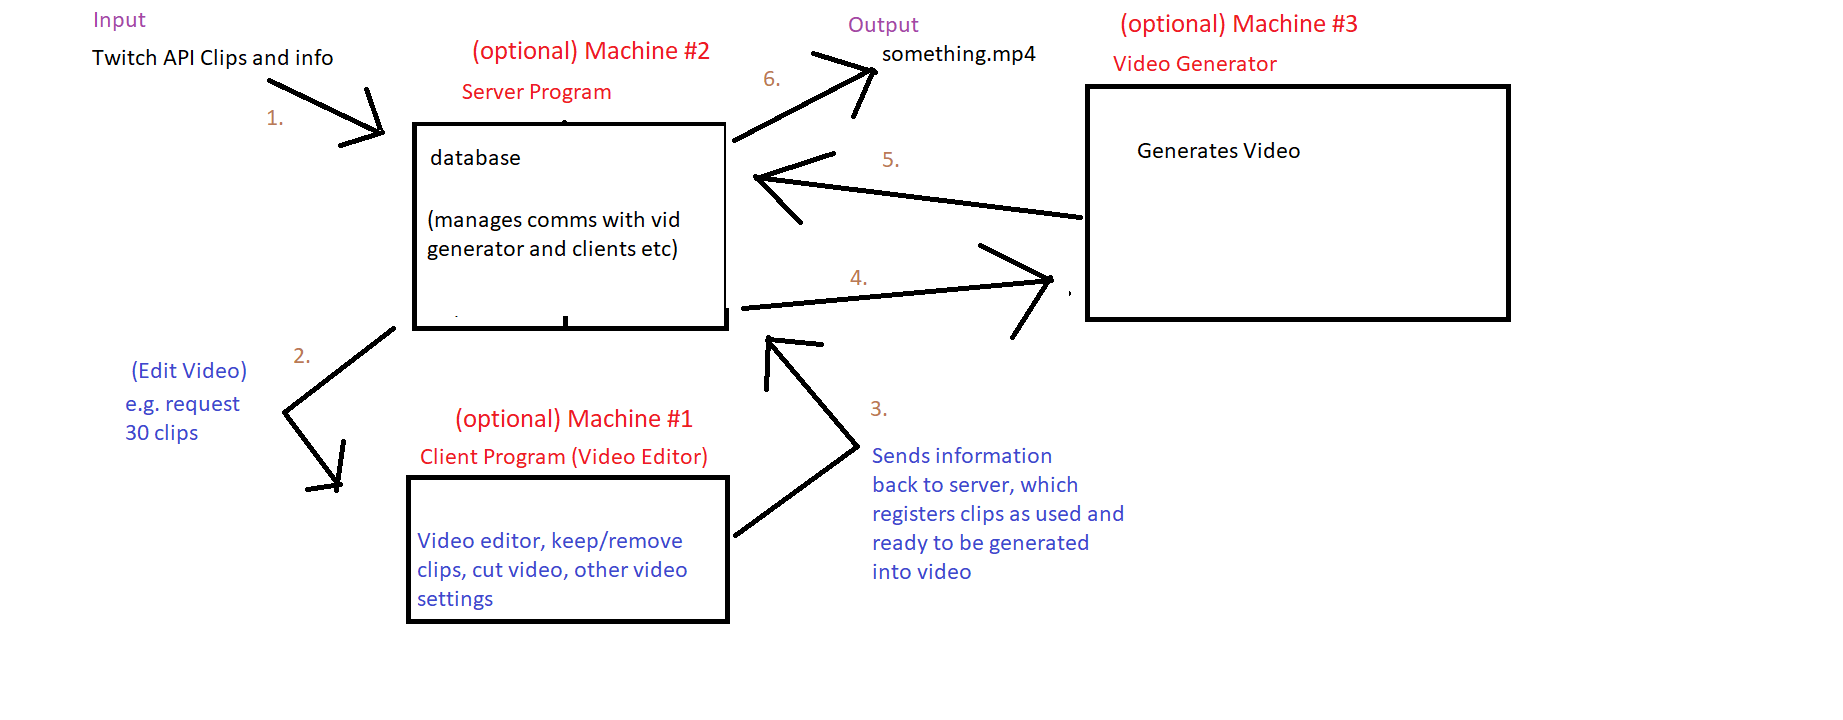 Input
Twitch API Clips and info
1.
(optional) Machine #2
Server Program
database
(manages comms with vid
generator and clients etc)
6.
Output
something.mp4
5.
4.
(optional) Machine #3
Video Generator
Generates Video
2.
(Edit Video)
e.g. request
30 clips
(optional) Machine #1
Client Program (Video Editor)
Video editor, keep/remove
clips, cut video, other video
settings
3.
Sends information
back to server, which
registers clips as used and
ready to be generated
into video